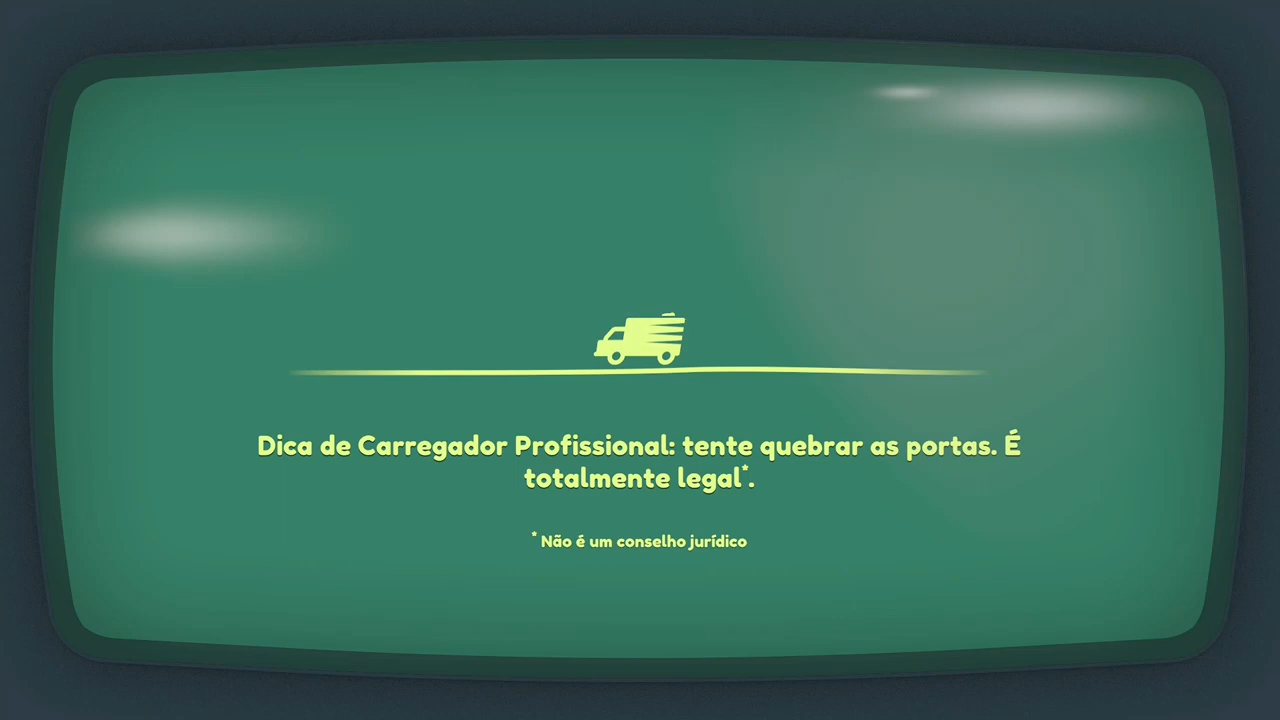 Dica de Carregador Profissional: tente quebrar as portas. É
totalmente legal*.
* Não é um conselho jurídico